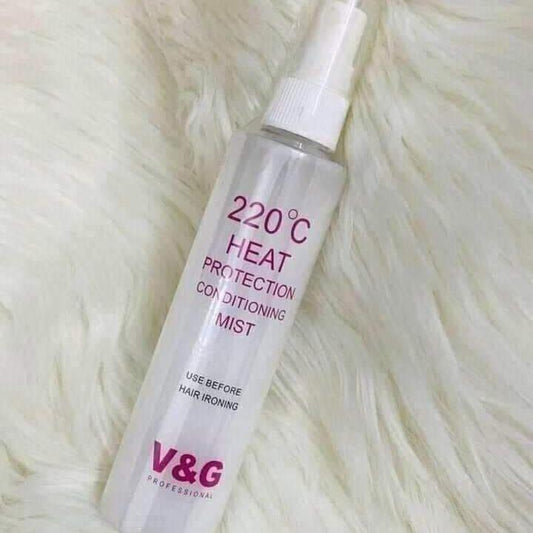 220°C
HEAT
PROTECTION
CONDITIONING
MIST
USE BEFORE
HAIR IRONING
V&G
PROFESSIONAL